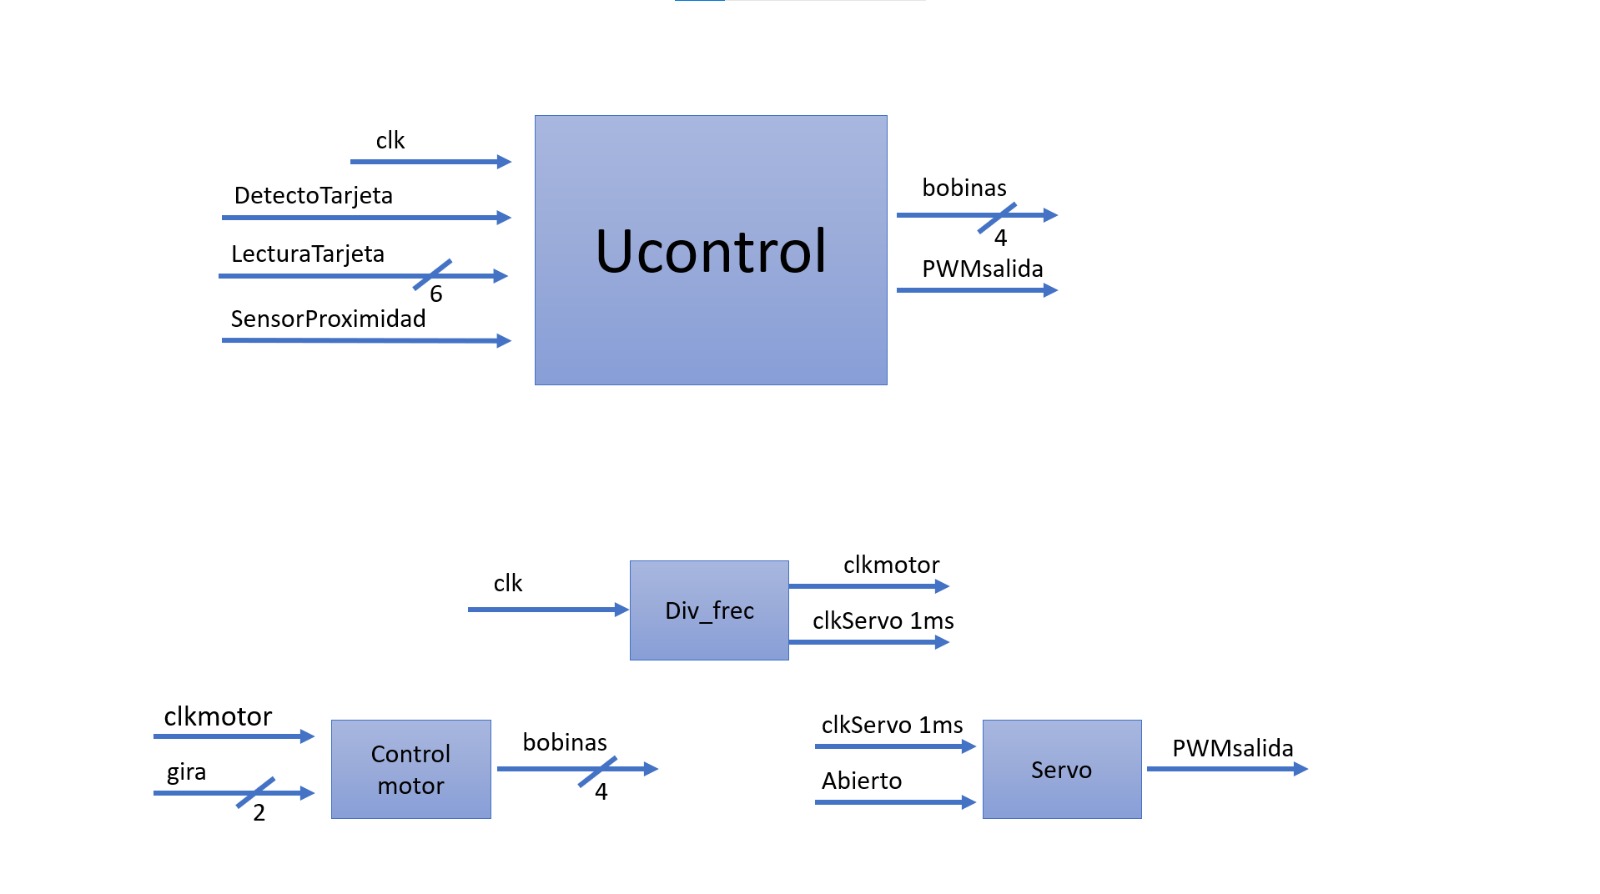 clk
DetectoTarjeta
LecturaTarjeta
6
SensorProximidad
Ucontrol
bobinas
4
PWMsalida
clk
Div_frec
clkmotor
clkServo 1ms
clkmotor
gira
2
Control
motor
bobinas
4
clkServo 1ms
Abierto
Servo
PWMsalida